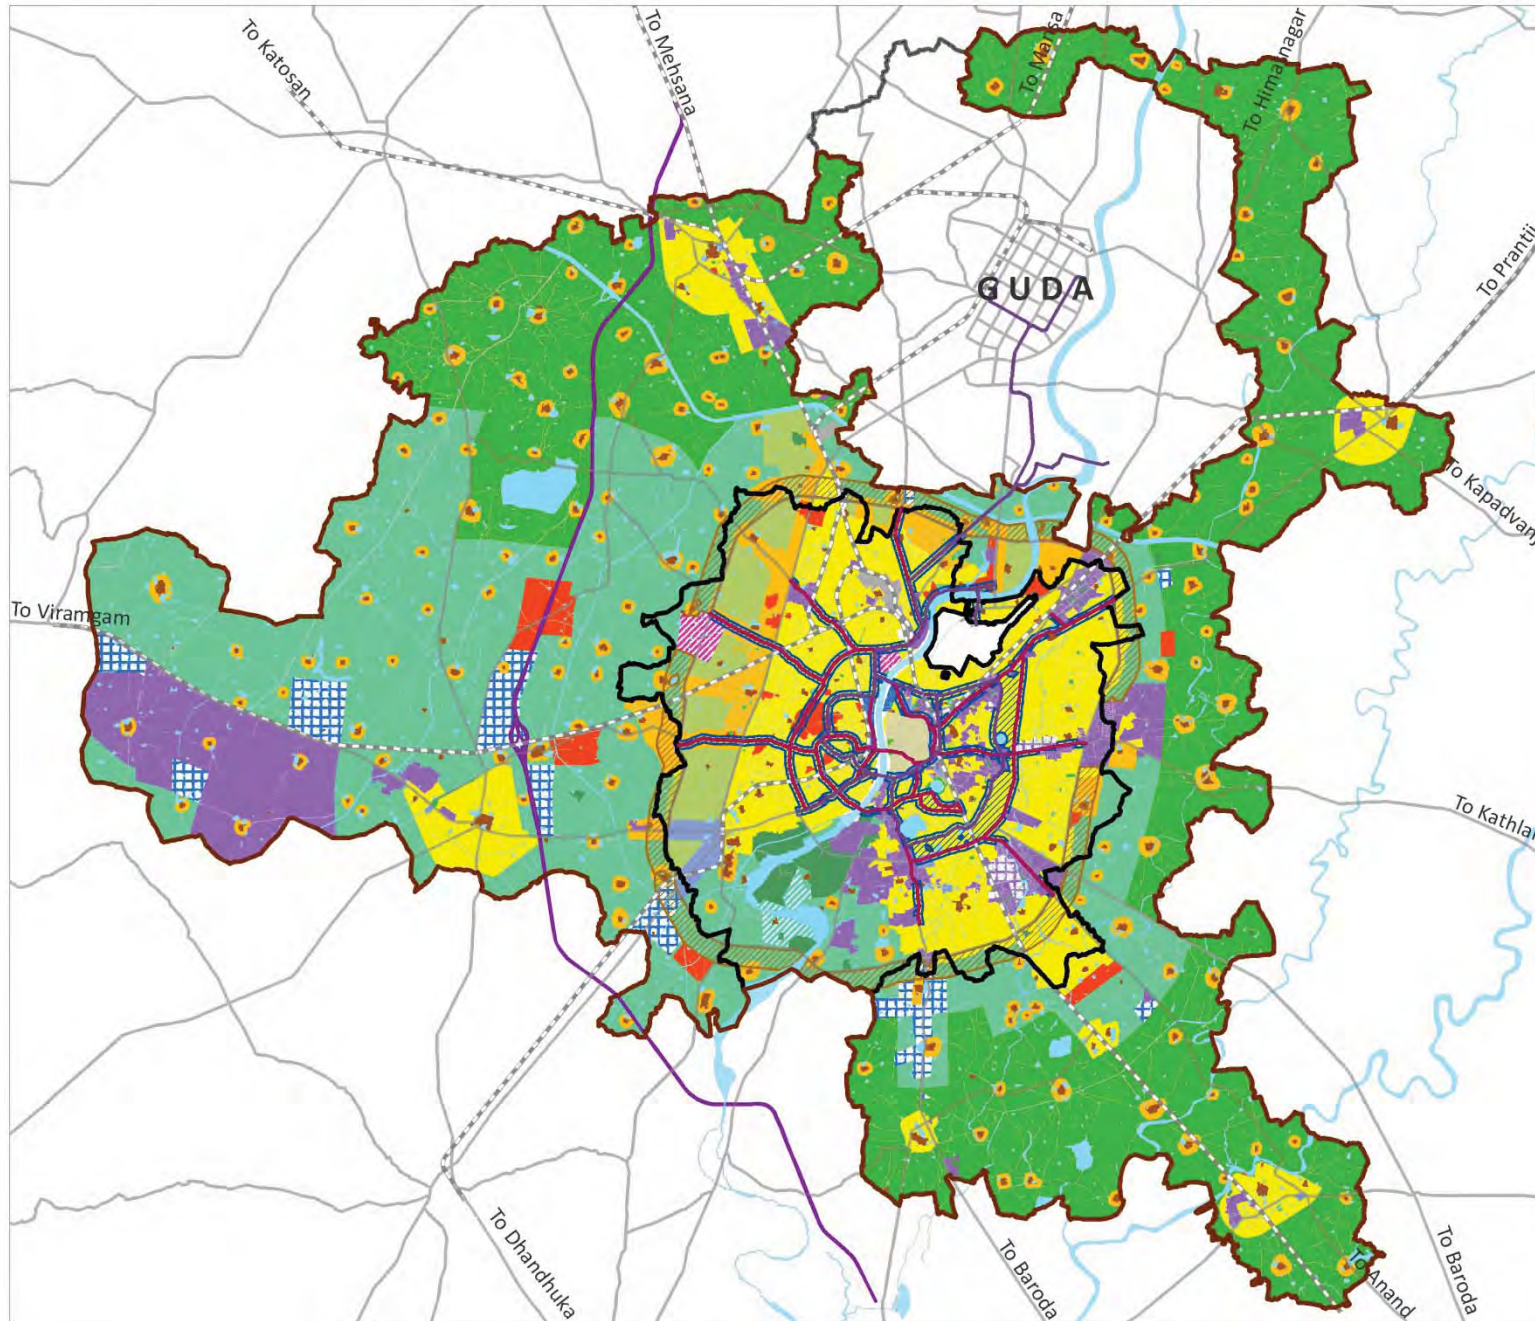 To Katosan
To Mehsana
To Mansa
To Himatnagar
To Prantij
GUDA
To Kapadvanj
To Viramgam
To Kathlal
To Dhandhuka
To Baroda
To Anand
To Baroda